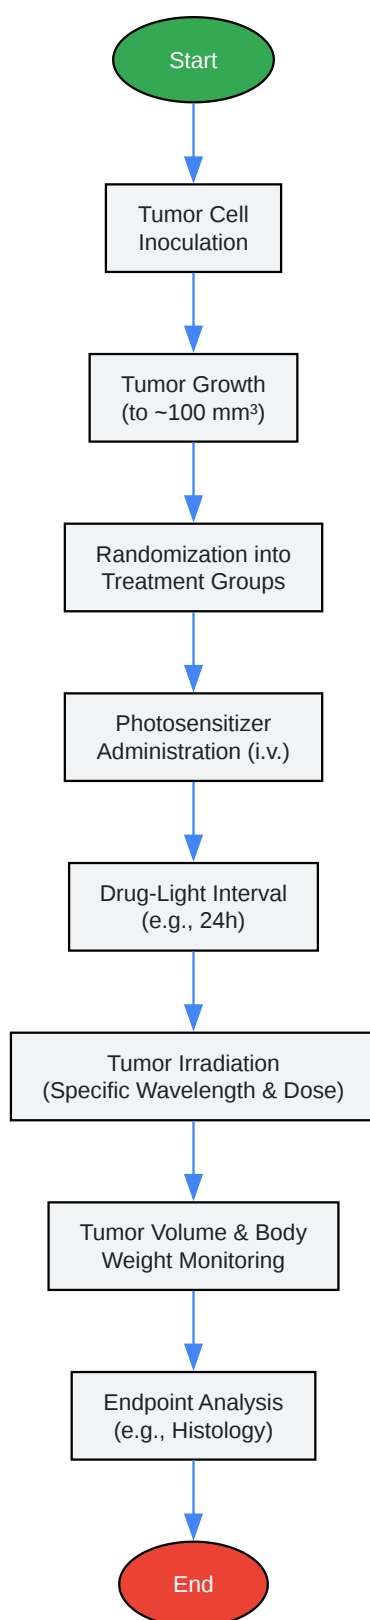 Start
Tumor Cell
Inoculation
Tumor Growth
(to ~100 mm³)
Randomization into
Treatment Groups
Photosensitizer
Administration (i.v.)
Drug-Light Interval
(e.g., 24h)
Tumor Irradiation
(Specific Wavelength & Dose)
Tumor Volume & Body
Weight Monitoring
Endpoint Analysis
(e.g., Histology)
End